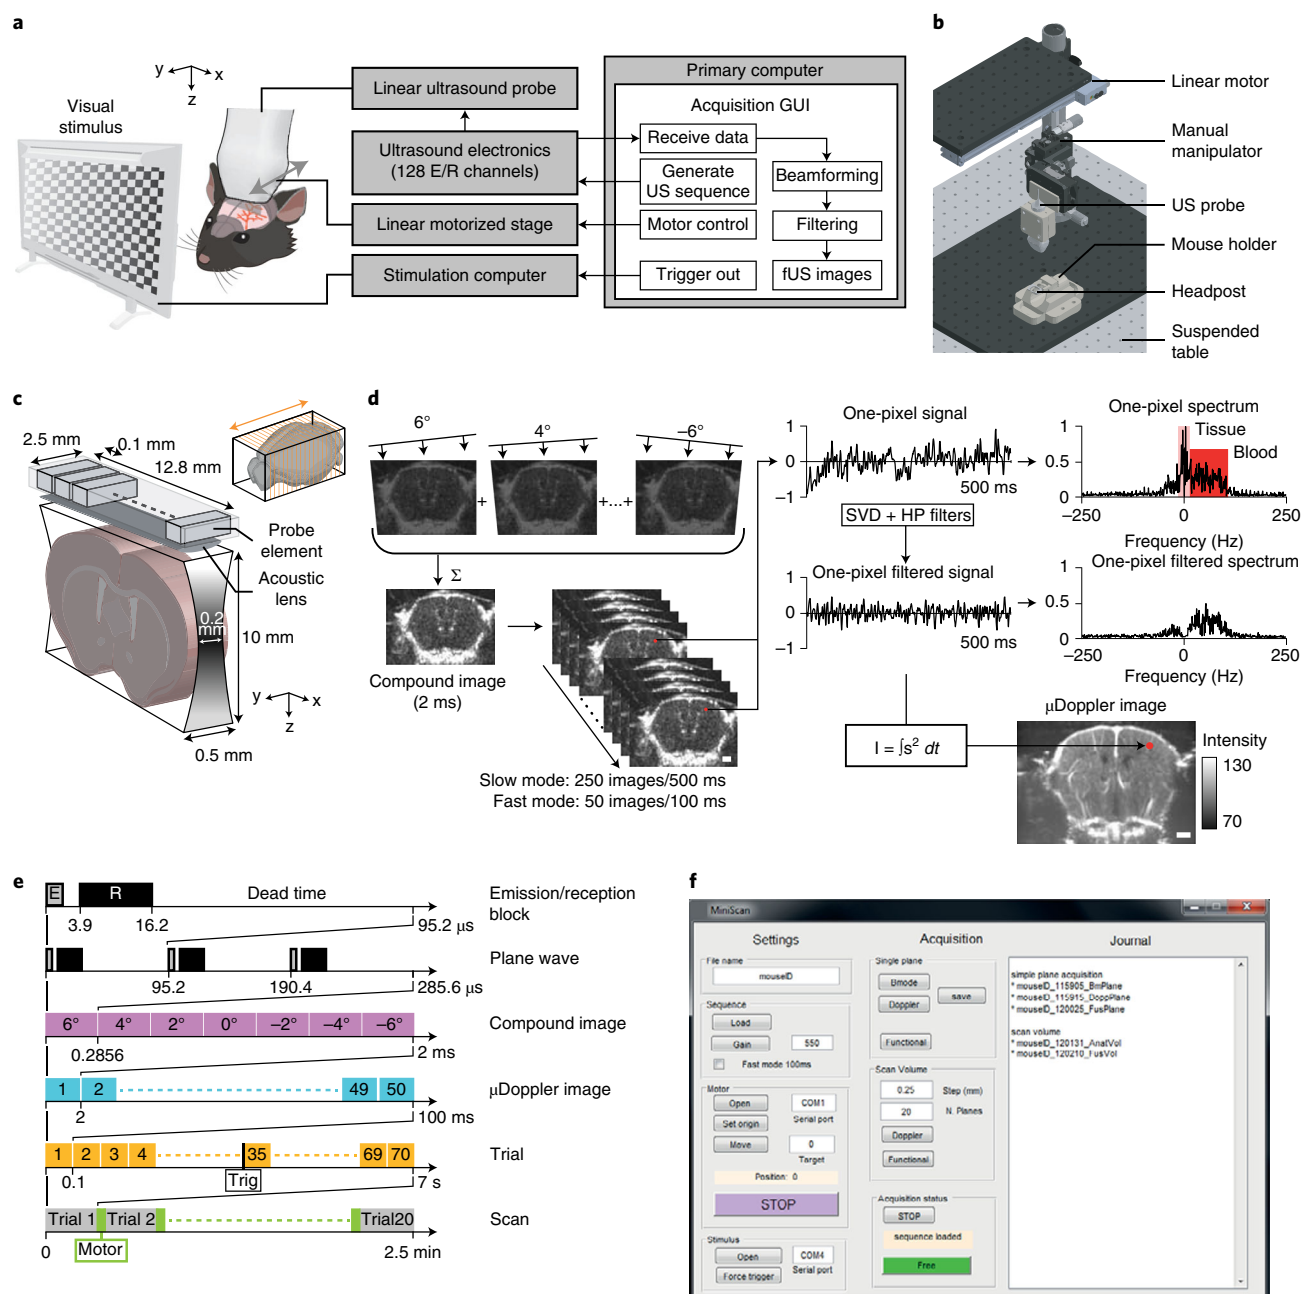 a
y
x
z
Visual
stimulus
Linear ultrasound probe
Ultrasound electronics
(128 E/R channels)
Linear motorized stage
Stimulation computer
Primary computer
Acquisition GUI
Receive data
Generate
US sequence
Motor control
Trigger out
Beamforming
Filtering
fUS images
b
Linear motor
Manual
manipulator
US probe
Mouse holder
Headpost
Suspended
table
c
2.5 mm
0.1 mm
12.8 mm
Probe
element
Acoustic
lens
0.2
mm
10 mm
y
x
z
0.5 mm
d
6°
4°
–6°
+
+...+
Σ
Compound image
(2 ms)
Slow mode: 250 images/500 ms
Fast mode: 50 images/100 ms
One-pixel signal
1
0
–1
500 ms
SVD + HP filters
One-pixel filtered signal
1
0
–1
500 ms
One-pixel spectrum
Tissue
Blood
1
0.5
0
–250
0
250
Frequency (Hz)
One-pixel filtered spectrum
1
0.5
0
–250
0
250
Frequency (Hz)
I = ∫s² dt
μDoppler image
Intensity
130
70
e
E
R
Dead time
Emission/reception
block
3.9
16.2
95.2 μs
Plane wave
95.2
190.4
285.6 μs
6°
4°
2°
0°
–2°
–4°
–6°
Compound image
0.2856
2 ms
1
2
49
50
μDoppler image
2
100 ms
1
2
3
4
35
69
70
Trial
0.1
Trig
7 s
Trial 1
Trial 2
Trial20
Scan
0
Motor
2.5 min
f
MiniScan
Settings
Acquisition
Journal
File name
mouseID
Sequence
Load
Gain
550
Fast mode 100ms
Motor
Open
COM1
Serial port
Set origin
Move
0
Target
Position: 0
STOP
Stimulus
Open
COM4
Serial port
Force trigger
Single plane
Bmode
Doppler
save
Functional
Scan Volume
0.25
Step (mm)
20
N. Planes
Doppler
Functional
Acquisition status
STOP
sequence loaded
Free
simple plane acquisition
* mouseID_115905_BmPlane
* mouseID_115915_DoppPlane
* mouseID_120025_FusPlane
scan volume
* mouseID_120131_AnatVol
* mouseID_120210_FusVol